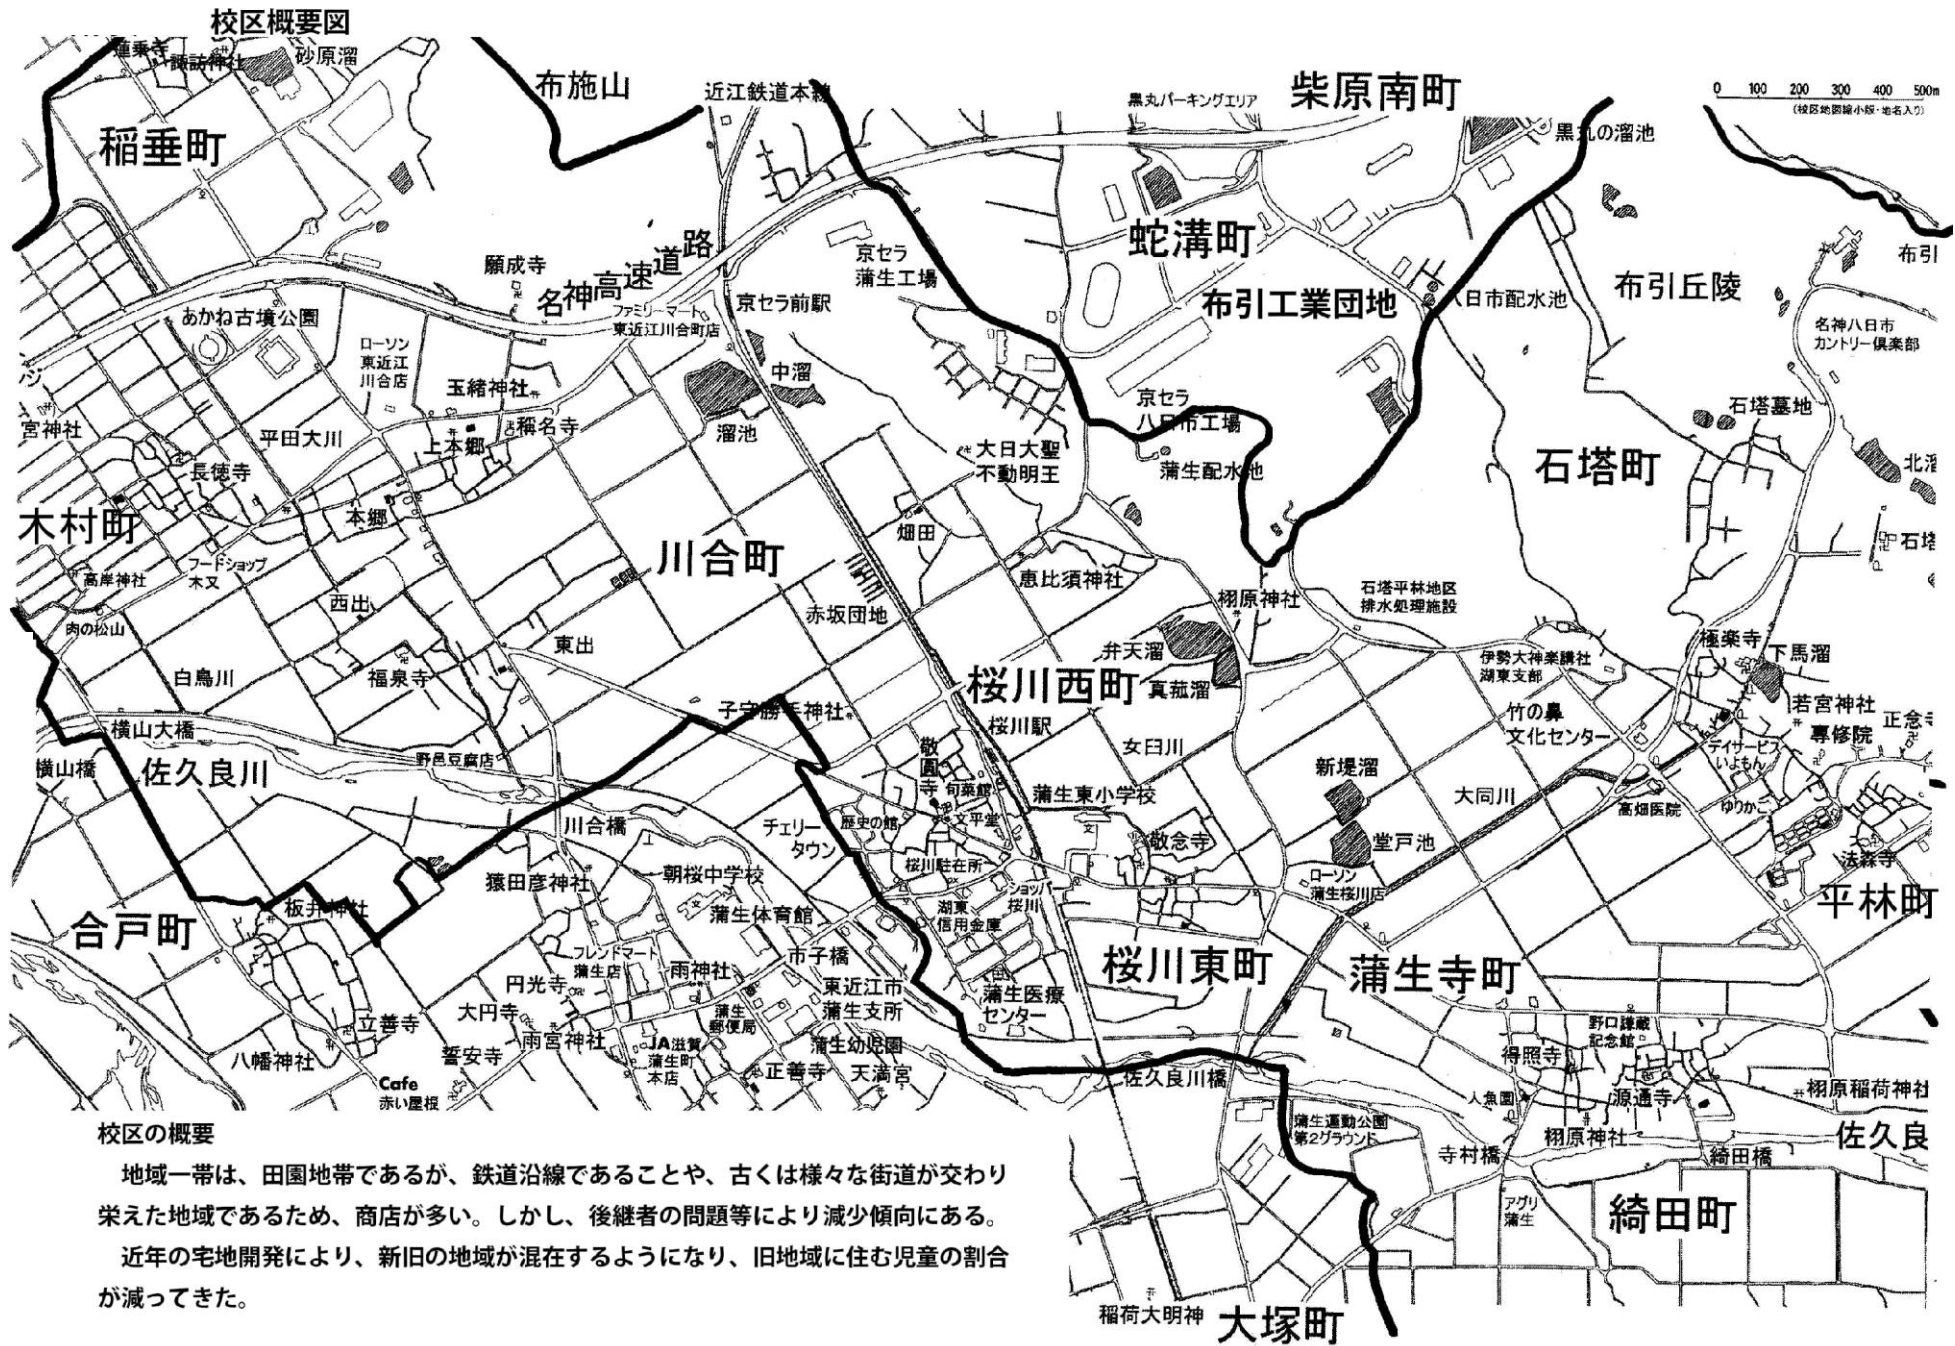 校区概要図
蓮乗寺
諏訪神社
砂原溜
布施山
近江鉄道本線
黒丸パーキングエリア
柴原南町
0 100 200 300 400 500m
(校区地図縮小版・地名入り)
黒丸の溜池
稲垂町
蛇溝町
布引
京セラ
蒲生工場
願成寺
名神高速道路
ファミリーマート
東近江川合町店
京セラ前駅
布引工業団地
八日市配水池
布引丘陵
名神八日市
カントリー倶楽部
あかね古墳公園
ローソン
東近江
川合店
玉緒神社
中溜
溜池
京セラ
八日市工場
蒲生配水池
石塔墓地
宮神社
平田大川
上本郷
稱名寺
大日大聖
不動明王
石塔町
北溜
長徳寺
木村町
本郷
畑田
川合町
石塔
高岸神社
フードショップ
木又
西出
恵比須神社
栩原神社
石塔平林地区
排水処理施設
赤坂団地
肉の松山
東出
弁天溜
真菰溜
伊勢大神楽講社
湖東支部
極楽寺
下馬溜
白鳥川
福泉寺
桜川西町
若宮神社
正念寺
専修院
子守勝手神社
桜川駅
女臼川
竹の鼻
文化センター
デイサービス
いよもん
横山大橋
横山橋
佐久良川
野邑豆腐店
敬圓寺
旬菜館
蒲生東小学校
新堤溜
大同川
高畑医院
ゆりかご
川合橋
チェリー
タウン
歴史の館
文平堂
敬念寺
堂戸池
法森寺
桜川駐在所
猿田彦神社
朝桜中学校
蒲生体育館
湖東
信用金庫
ショッパー
桜川
ローソン
蒲生桜川店
平林町
合戸町
板井神社
フレンドマート
蒲生店
雨神社
市子橋
桜川東町
蒲生寺町
円光寺
大円寺
東近江市
蒲生支所
蒲生医療
センター
立善寺
八幡神社
誓安寺
雨宮神社
蒲生
郵便局
JA滋賀
蒲生町
本店
蒲生幼児園
正善寺
天満宮
野口謙蔵
記念館
得照寺
Cafe
赤い屋根
佐久良川橋
人魚園
源通寺
栩原稲荷神社
蒲生運動公園
第2グラウンド
栩原神社
佐久良
寺村橋
綺田橋
アグリ
蒲生
綺田町
稲荷大明神
大塚町
校区の概要
地域一帯は、田園地帯であるが、鉄道沿線であることや、古くは様々な街道が交わり
栄えた地域であるため、商店が多い。しかし、後継者の問題等により減少傾向にある。
近年の宅地開発により、新旧の地域が混在するようになり、旧地域に住む児童の割合
が減ってきた。